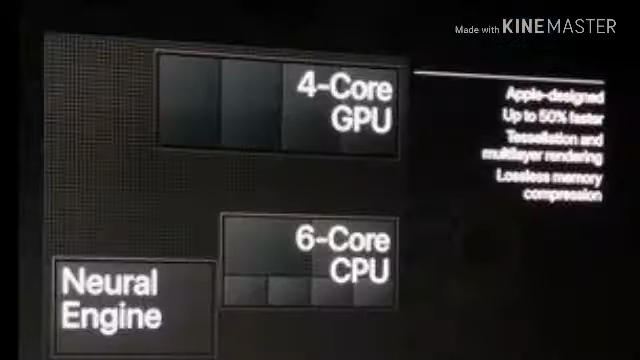 Made with KINEMASTER
4-Core
GPU
Apple-designed
Up to 50% faster
Tessellation and
multilayer rendering
Lossless memory
compression
6-Core
CPU
Neural
Engine